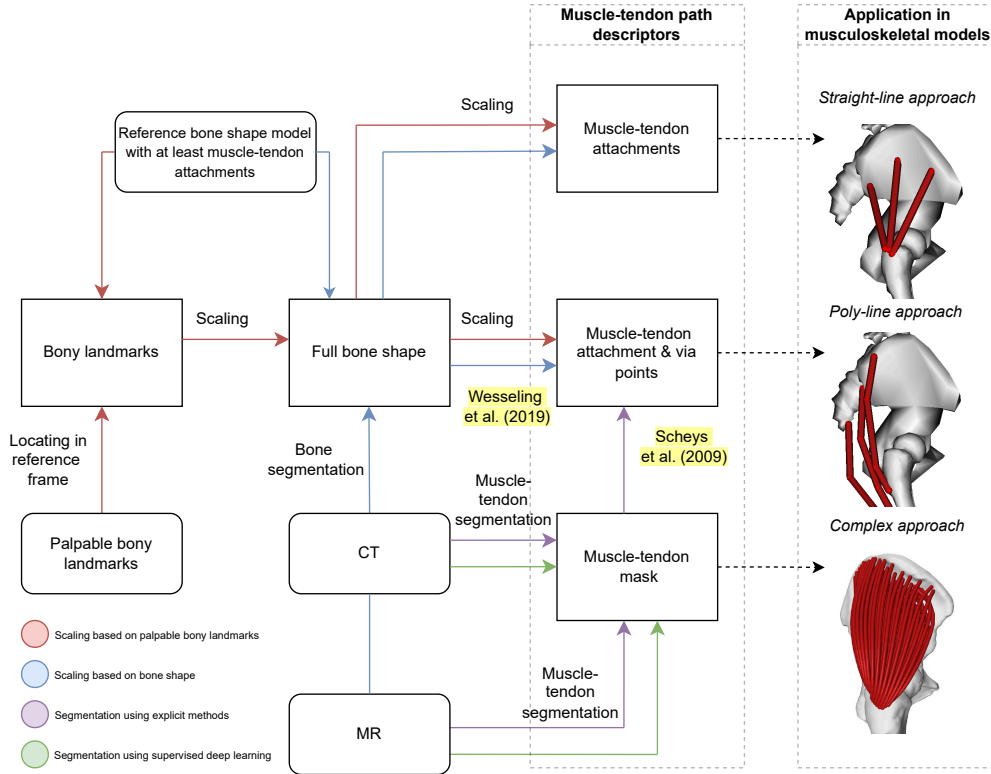 Muscle-tendon path
descriptors
Application in
musculoskeletal models
Straight-line approach
Scaling
Reference bone shape model
with at least muscle-tendon
attachments
Muscle-tendon
attachments
Poly-line approach
Scaling
Scaling
Bony landmarks
Full bone shape
Muscle-tendon
attachment & via
points
Wesseling
et al. (2019)
Locating in
reference
frame
Bone
segmentation
Scheys
et al. (2009)
Muscle-
tendon
segmentation
Complex approach
Palpable bony
landmarks
CT
Muscle-tendon
mask
Scaling based on palpable bony landmarks
Scaling based on bone shape
Muscle-
tendon
segmentation
Segmentation using explicit methods
MR
Segmentation using supervised deep learning